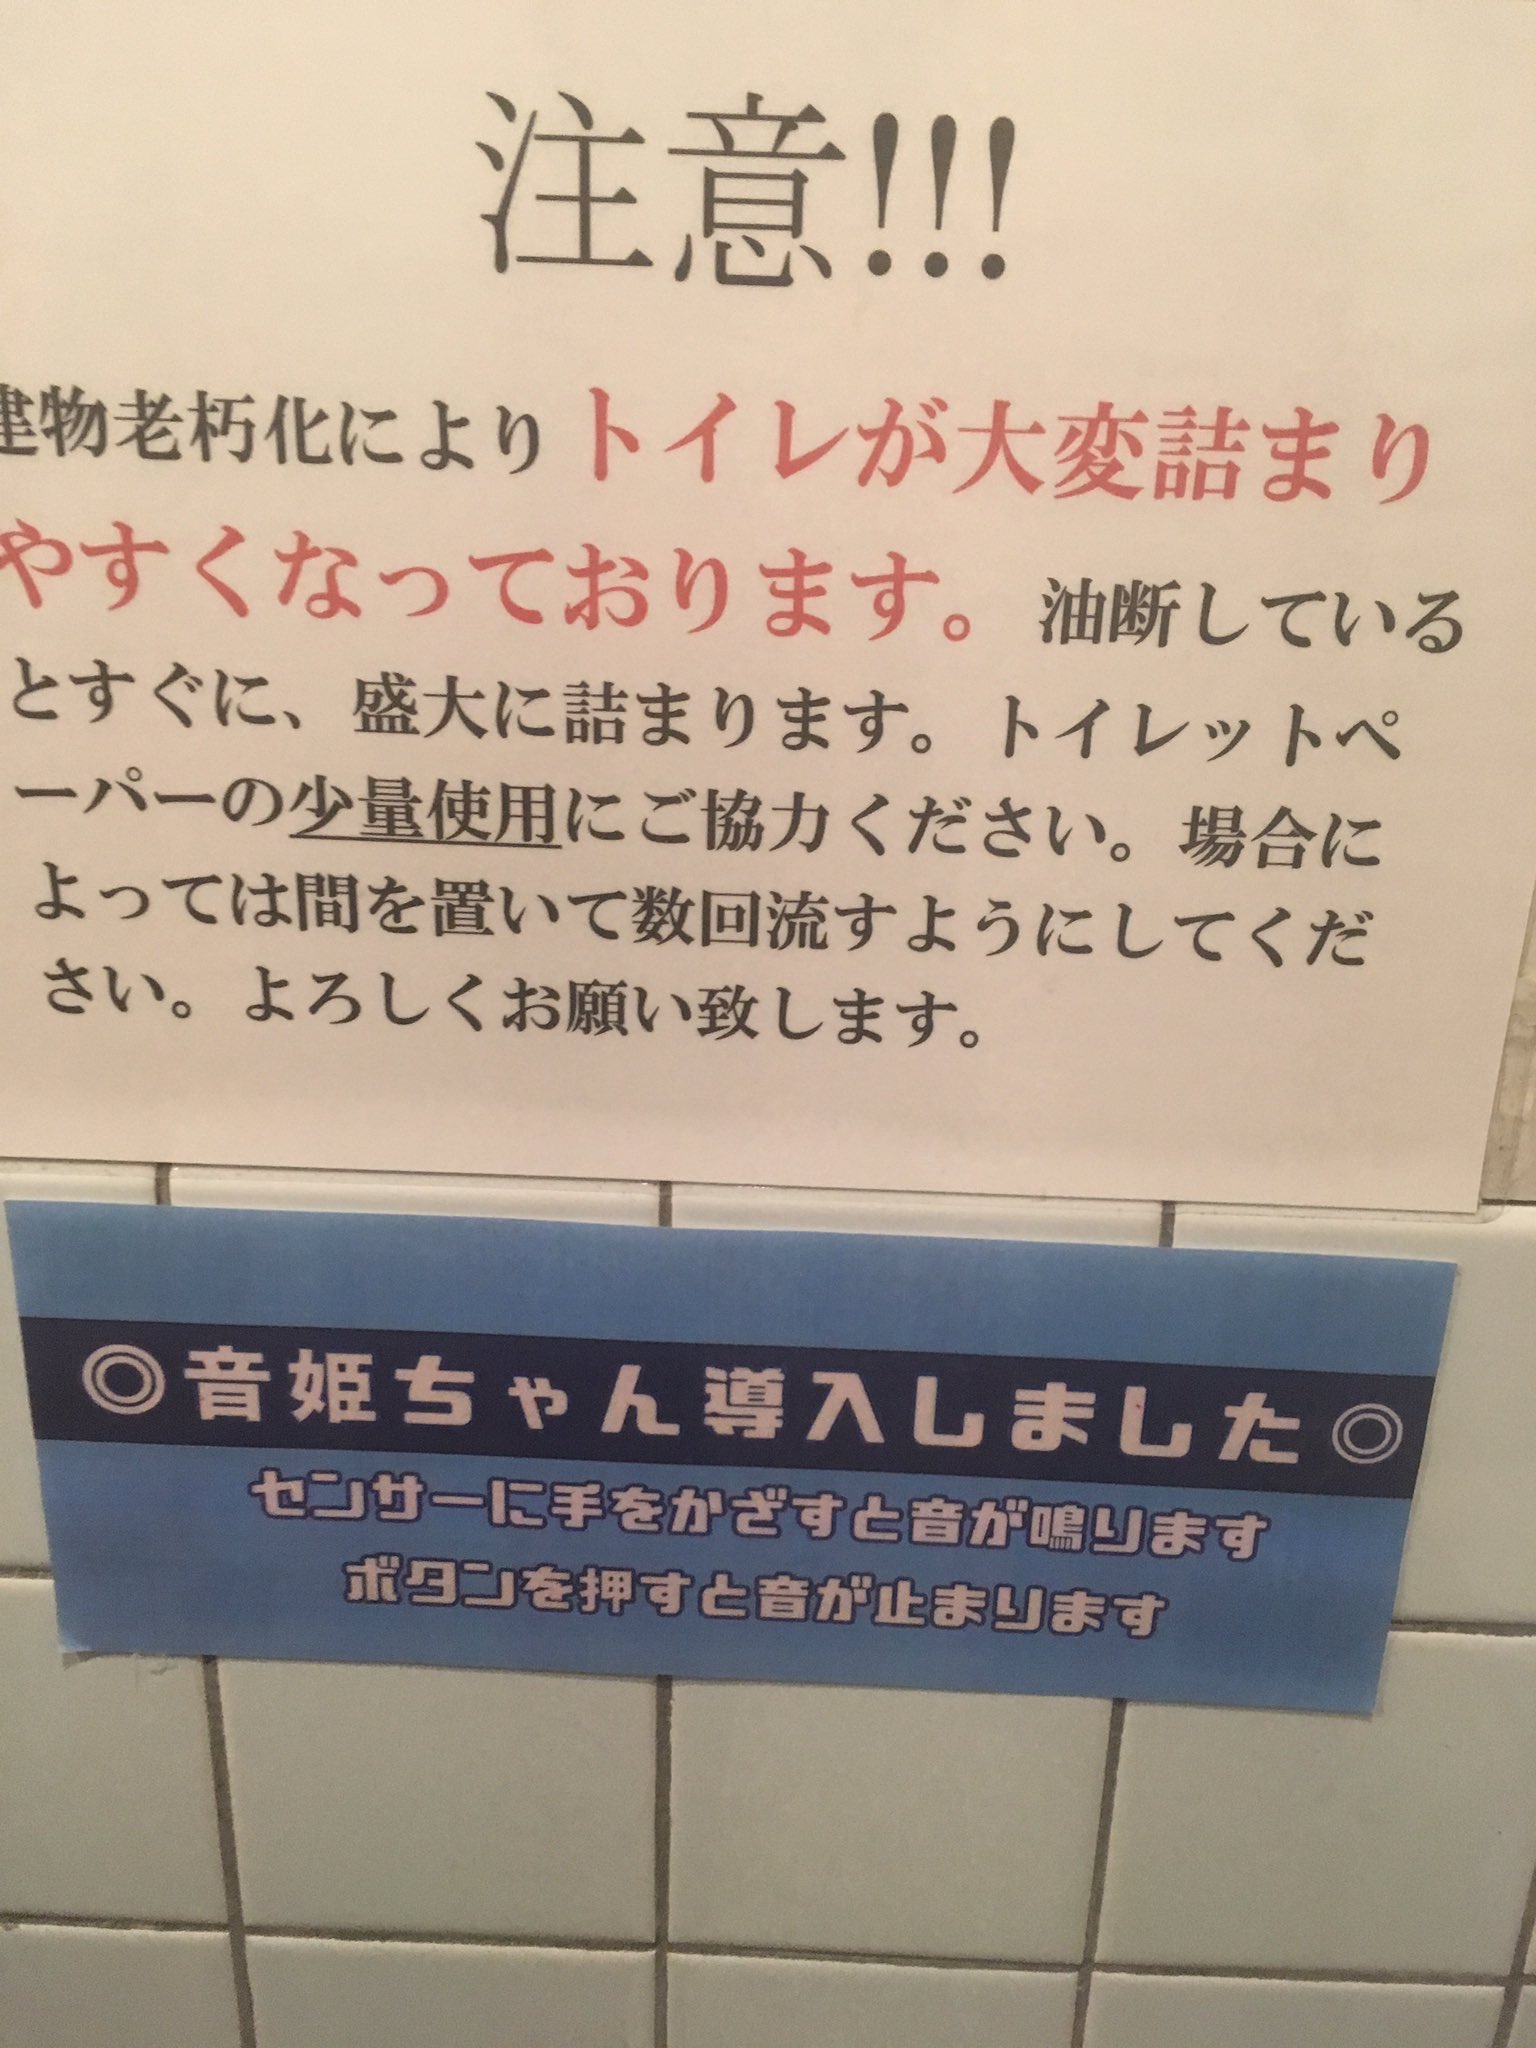 注意!!!
建物老朽化によりトイレが大変詰まり
やすくなっております。油断している
とすぐに、盛大に詰まります。トイレットペ
ーパーの少量使用にご協力ください。場合に
よっては間を置いて数回流すようにしてくだ
さい。よろしくお願い致します。
◎音姫ちゃん導入しました◎
センサーに手をかざすと音が鳴ります
ボタンを押すと音が止まります